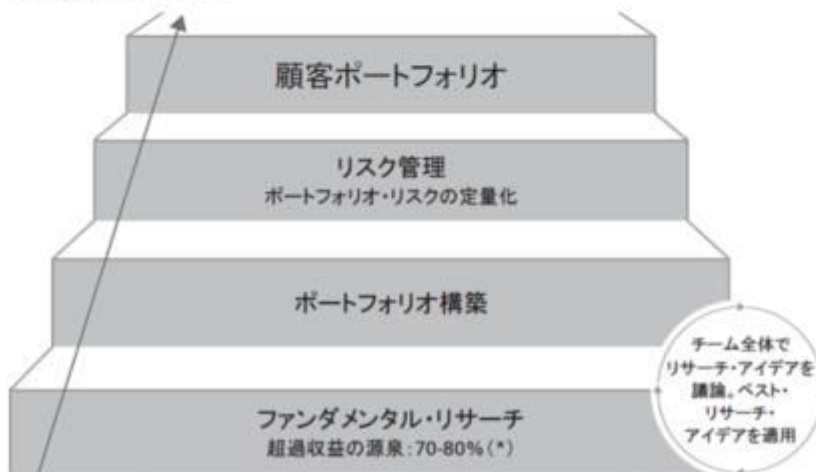 顧客ポートフォリオ
リスク管理
ポートフォリオ・リスクの定量化
ポートフォリオ構築
チーム全体で
リサーチ・アイデアを
議論。ベスト・
リサーチ・
アイデアを適用
ファンダメンタル・リサーチ
超過収益の源泉:70-80%(*)